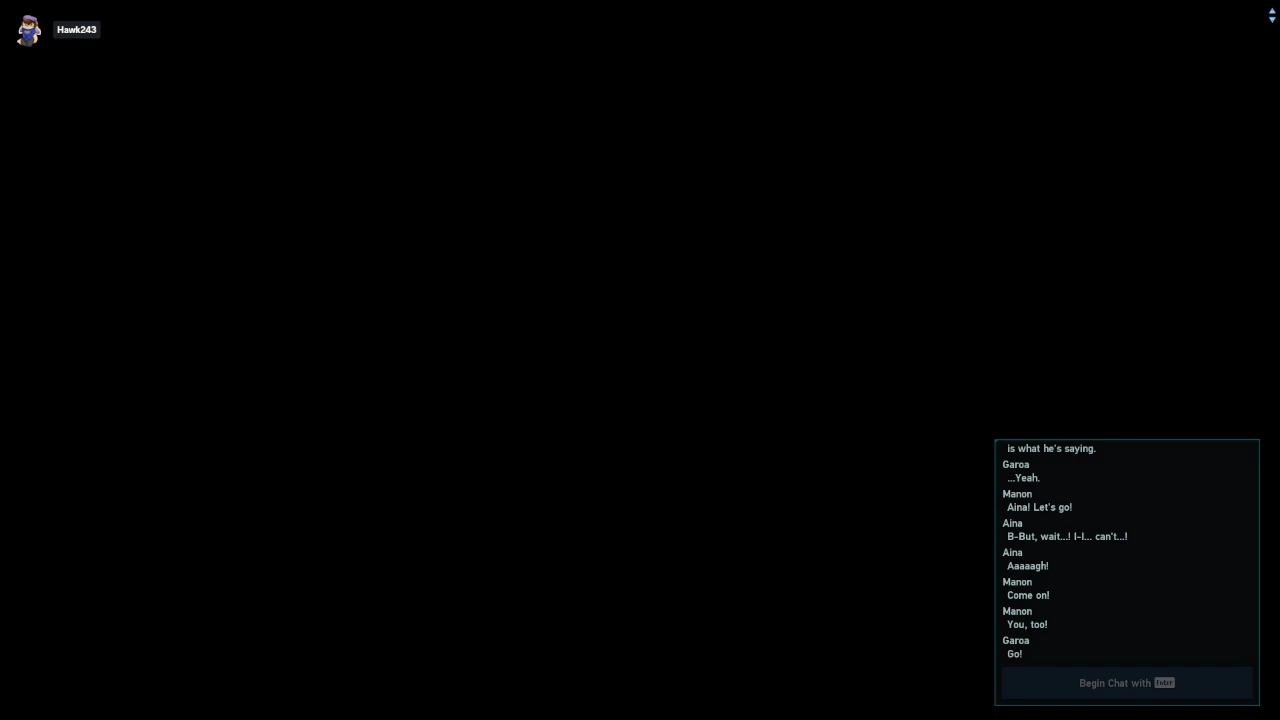 Hawk243
is what he's saying.
Garoa
...Yeah.
Manon
Aina! Let's go!
Aina
B-But, wait...! I-I... can't...!
Aina
Aaaaagh!
Manon
Come on!
Manon
You, too!
Garoa
Go!
Begin Chat with Enter